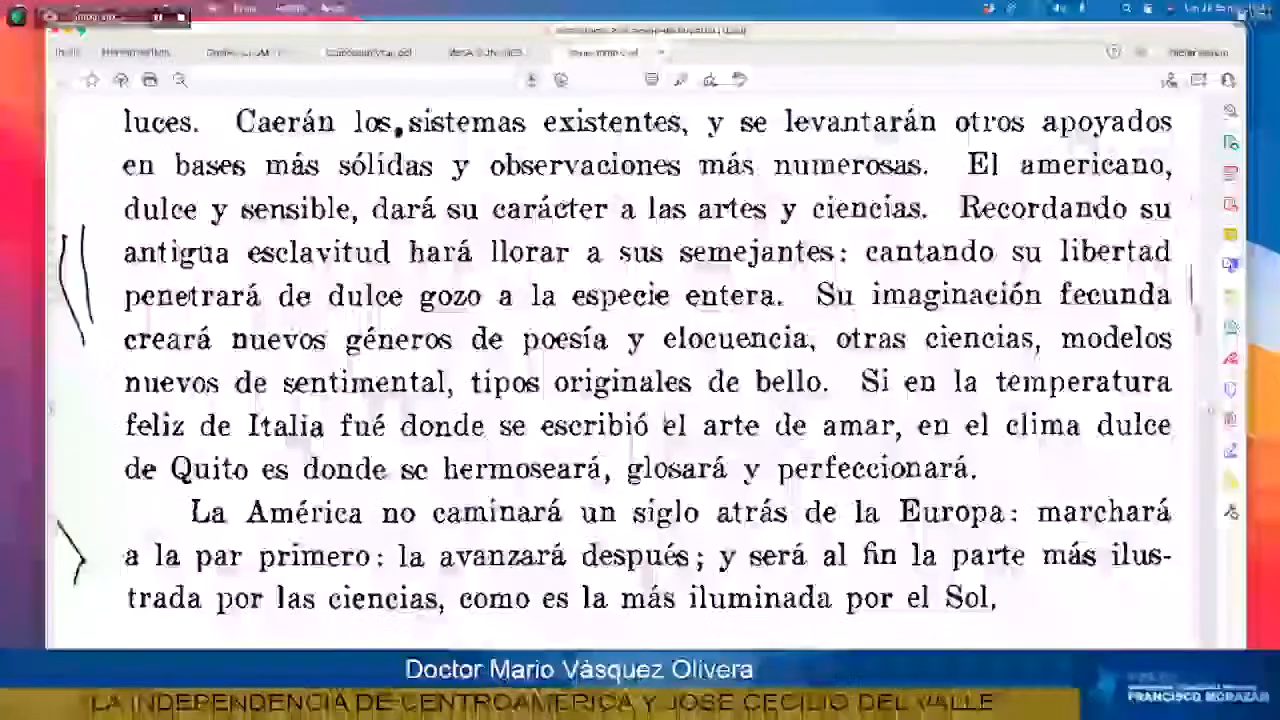 luces. Caerán los sistemas existentes, y se levantarán otros apoyados
en bases más sólidas y observaciones más numerosas. El americano,
dulce y sensible, dará su carácter a las artes y ciencias. Recordando su
antigua esclavitud hará llorar a sus semejantes: cantando su libertad
penetrará de dulce gozo a la especie entera. Su imaginación fecunda
creará nuevos géneros de poesía y elocuencia, otras ciencias, modelos
nuevos de sentimental, tipos originales de bello. Si en la temperatura
feliz de Italia fué donde se escribió el arte de amar, en el clima dulce
de Quito es donde se hermoseará, glosará y perfeccionará.
La América no caminará un siglo atrás de la Europa: marchará
a la par primero: la avanzará después; y será al fin la parte más ilus-
trada por las ciencias, como es la más iluminada por el Sol,
Doctor Mario Vásquez Olivera
LA INDEPENDENCIA DE CENTROAMERICA Y JOSE CECILIO DEL VALLE
FRANCISCO MORAZAN